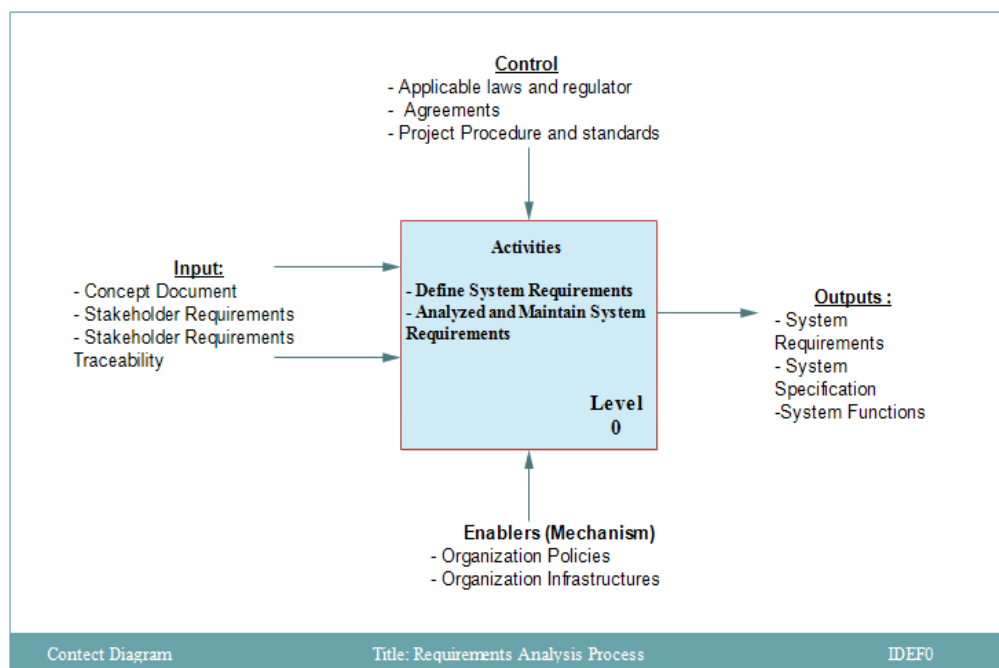 Control
- Applicable laws and regulator
- Agreements
- Project Procedure and standards
Activities
- Define System Requirements
- Analyzed and Maintain System
Requirements
Level
0
Input:
- Concept Document
- Stakeholder Requirements
- Stakeholder Requirements
Traceability
Outputs :
- System
Requirements
- System
Specification
-System Functions
Enablers (Mechanism)
- Organization Policies
- Organization Infrastructures
Contect Diagram
Title: Requirements Analysis Process
IDEF0